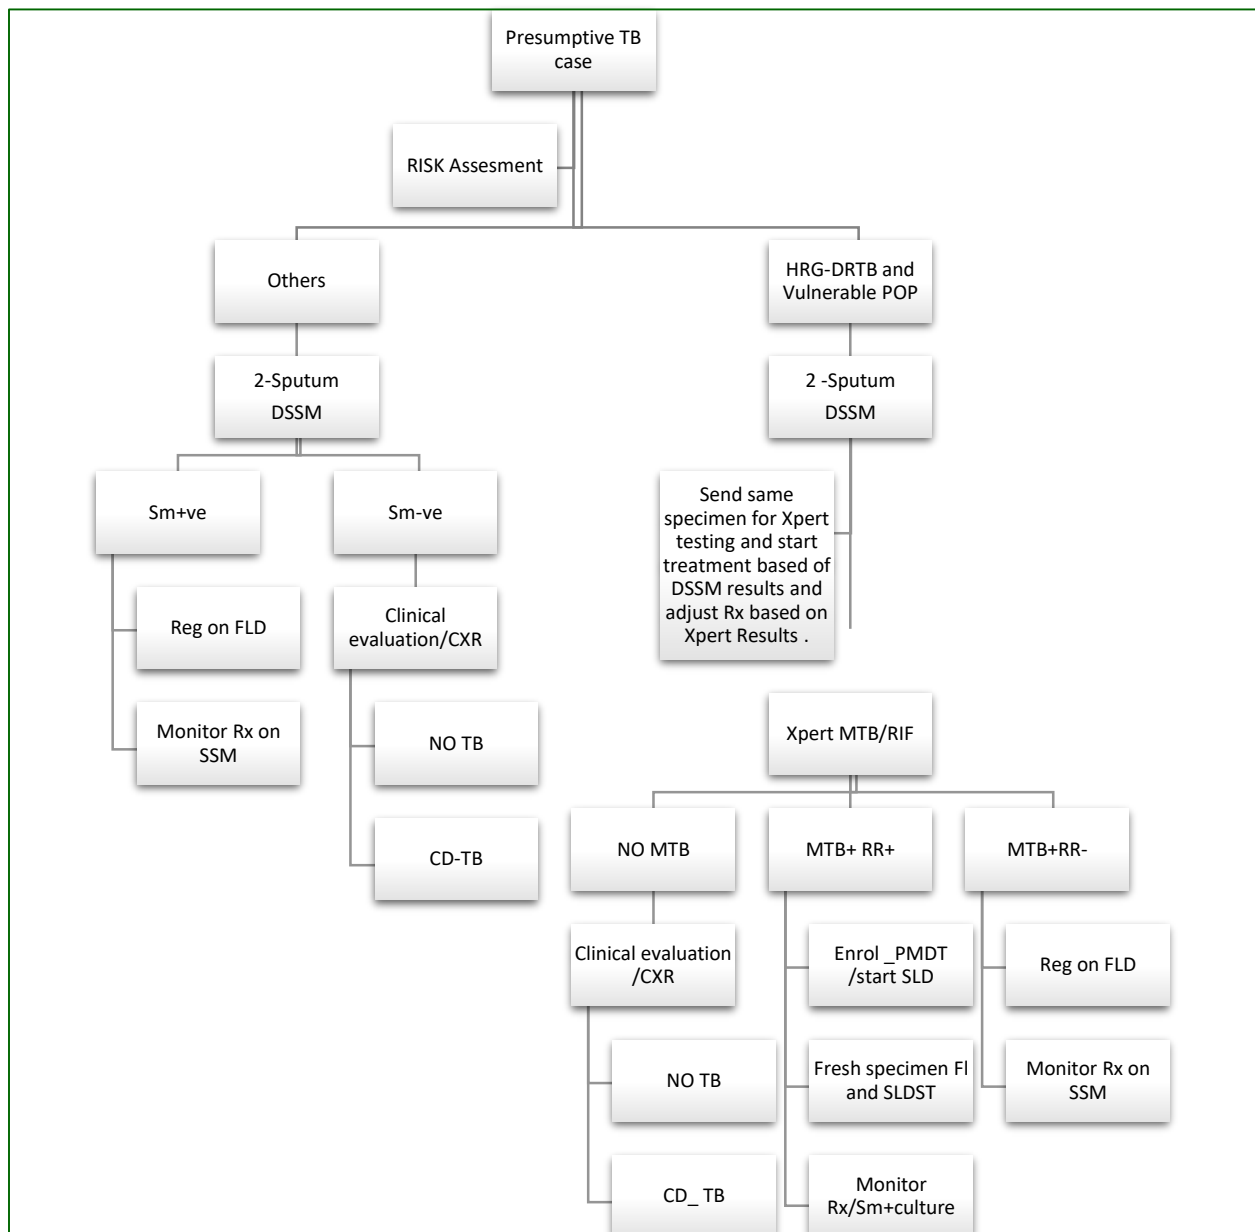 Presumptive TB
case
RISK Assesment
Others
HRG-DRTB and
Vulnerable POP
2-Sputum
DSSM
2 -Sputum
DSSM
Sm+ve
Sm-ve
Send same
specimen for Xpert
testing and start
treatment based of
DSSM results and
adjust Rx based on
Xpert Results .
Reg on FLD
Clinical
evaluation/CXR
Monitor Rx on
SSM
NO TB
CD-TB
Xpert MTB/RIF
NO MTB
MTB+ RR+
MTB+RR-
Clinical evaluation
/CXR
Enrol _PMDT
/start SLD
Reg on FLD
NO TB
Fresh specimen Fl
and SLDST
Monitor Rx on
SSM
CD_ TB
Monitor
Rx/Sm+culture